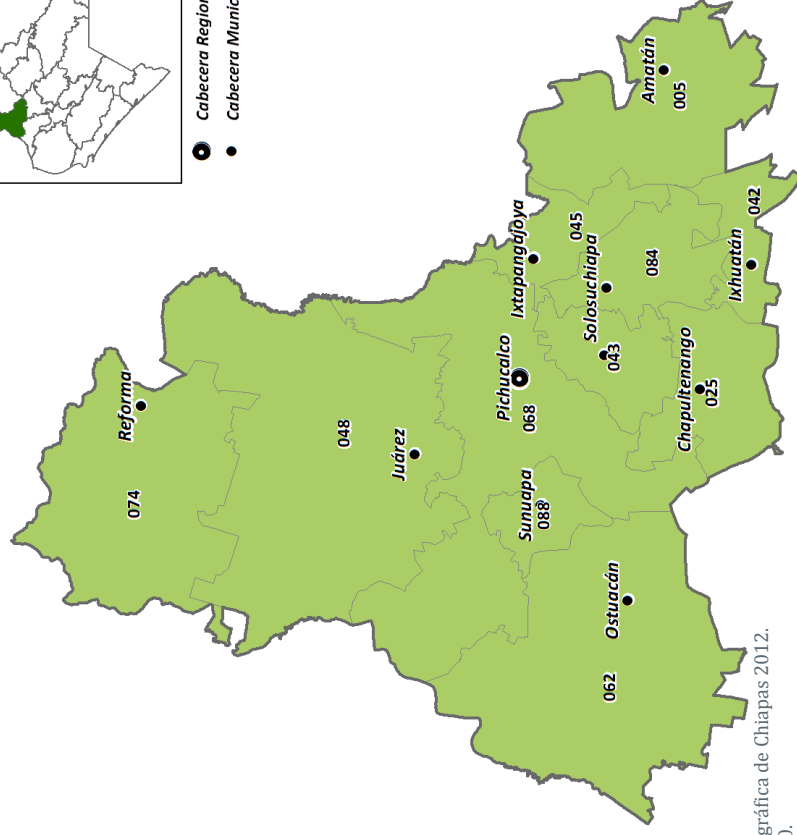 Cabecera Region
Cabecera Munic
Reforma
074
048
Juárez
Pichucalco
068
Sunuapa
088
Ostuacán
062
Ixtapangajoya
045
Solosuchiapa
084
043
Chapultenango
025
Ixhuatán
042
Amatán
005
gráfica de Chiapas 2012.
).